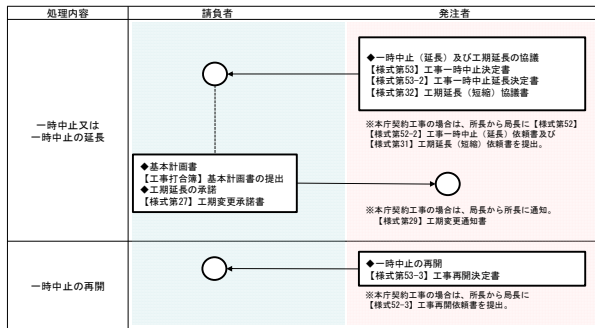 処理内容
請負者
発注者
◆一時中止（延長）及び工期延長の協議
【様式第53】工事一時中止決定書
【様式第53-2】工事一時中止延長決定書
【様式第32】工期延長（短縮）協議書
※本庁契約工事の場合は、所長から局長に【様式第52】
【様式第52-2】工事一時中止（延長）依頼書及び
【様式第31】工期延長（短縮）依頼書を提出。
一時中止又は
一時中止の延長
◆基本計画書
【工事打合簿】基本計画書の提出
◆工期延長の承諾
【様式第27】工期変更承諾書
※本庁契約工事の場合は、局長から所長に通知。
【様式第29】工期変更通知書
一時中止の再開
◆一時中止の再開
【様式第53-3】工事再開決定書
※本庁契約工事の場合は、所長から局長に
【様式52-3】工事再開依頼書を提出。